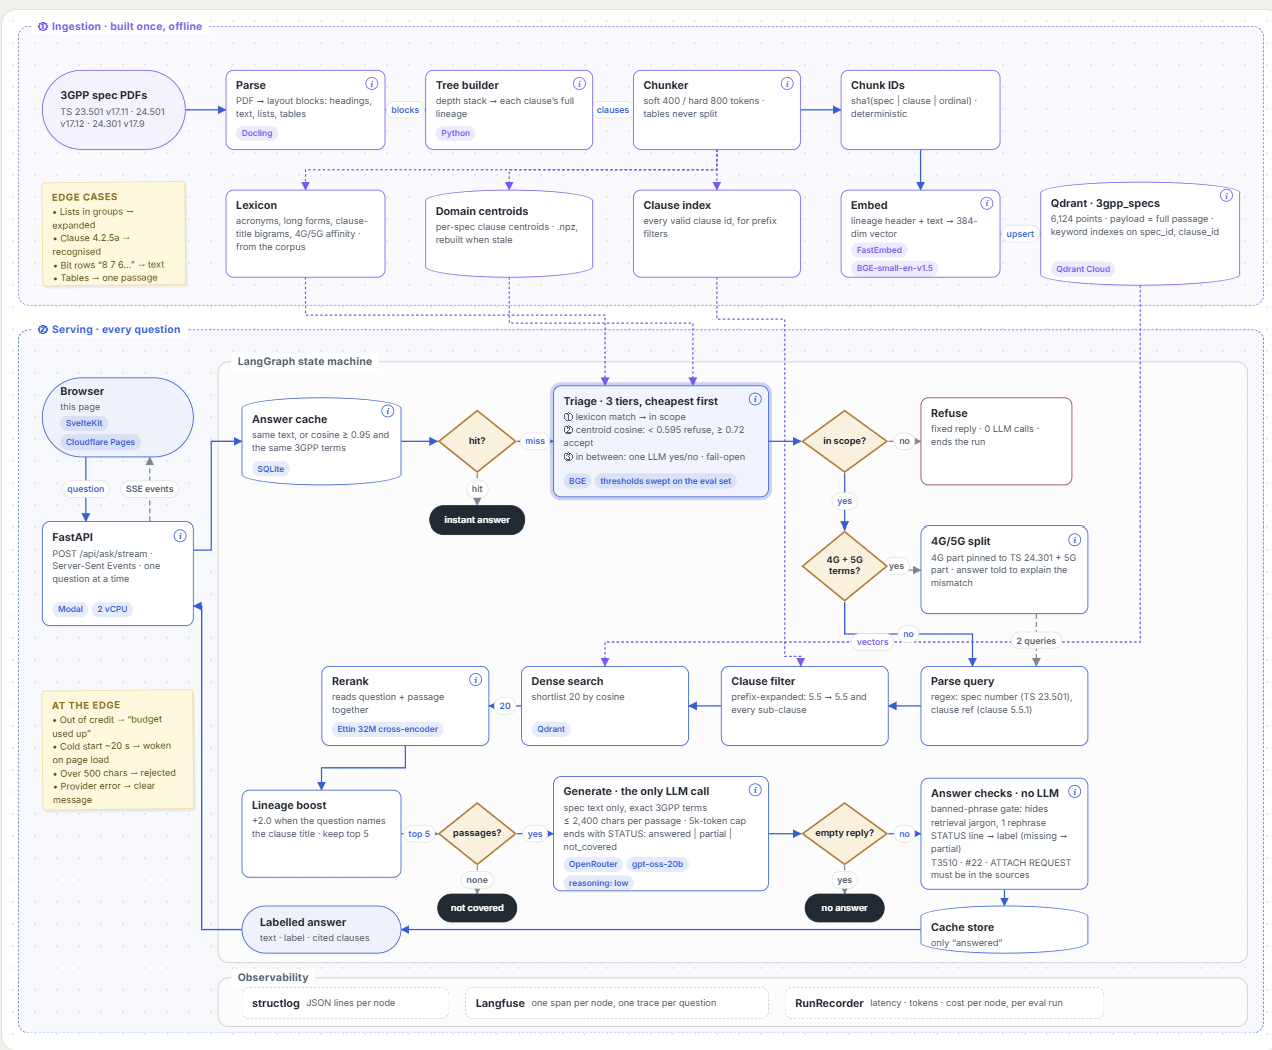 ① Ingestion · built once, offline
3GPP spec PDFs
TS 23.501 v17.11 · 24.501
v17.12 · 24.301 v17.9
Parse
i
PDF → layout blocks: headings,
text, lists, tables
Docling
blocks
Tree builder
i
depth stack → each clause's full
lineage
Python
clauses
Chunker
i
soft 400 / hard 800 tokens ·
tables never split
Chunk IDs
sha1(spec | clause | ordinal) ·
deterministic
EDGE CASES
• Lists in groups →
expanded
• Clause 4.2.5a →
recognised
• Bit rows “8 7 6…” → text
• Tables → one passage
Lexicon
acronyms, long forms, clause-
title bigrams, 4G/5G affinity ·
from the corpus
Domain centroids
per-spec clause centroids · .npz,
rebuilt when stale
Clause index
every valid clause id, for prefix
filters
Embed
i
lineage header + text → 384-
dim vector
FastEmbed
BGE-small-en-v1.5
upsert
Qdrant · 3gpp_specs
i
6,124 points · payload = full passage ·
keyword indexes on spec_id, clause_id
Qdrant Cloud
② Serving · every question
LangGraph state machine
Browser
this page
SvelteKit
Cloudflare Pages
question
SSE events
FastAPI
i
POST /api/ask/stream ·
Server-Sent Events · one
question at a time
Modal
2 vCPU
Answer cache
i
same text, or cosine ≥ 0.95 and
the same 3GPP terms
SQLite
hit?
miss
hit
instant answer
Triage · 3 tiers, cheapest first
i
① lexicon match → in scope
② centroid cosine: < 0.595 refuse, ≥ 0.72
accept
③ in between: one LLM yes/no · fail-open
BGE
thresholds swept on the eval set
in scope?
no
Refuse
fixed reply · 0 LLM calls ·
ends the run
yes
4G + 5G
terms?
yes
4G/5G split
i
4G part pinned to TS 24.301 + 5G
part · answer told to explain the
mismatch
no
vectors
2 queries
AT THE EDGE
• Out of credit → “budget
used up”
• Cold start ~20 s → woken
on page load
• Over 500 chars → rejected
• Provider error → clear
message
Rerank
i
reads question + passage
together
Ettin 32M cross-encoder
20
Dense search
shortlist 20 by cosine
Qdrant
Clause filter
prefix-expanded: 5.5 → 5.5 and
every sub-clause
Parse query
regex: spec number (TS 23.501),
clause ref (clause 5.5.1)
Lineage boost
+2.0 when the question names
the clause title · keep top 5
top 5
passages?
yes
none
not covered
Generate · the only LLM call
i
spec text only, exact 3GPP terms
≤ 2,400 chars per passage · 5k-token cap
ends with STATUS: answered | partial |
not_covered
OpenRouter
gpt-oss-20b
reasoning: low
empty reply?
no
yes
no answer
Answer checks · no LLM
i
banned-phrase gate: hides
retrieval jargon, 1 rephrase
STATUS line → label (missing →
partial)
T3510 · #22 · ATTACH REQUEST
must be in the sources
Labelled answer
text · label · cited clauses
Cache store
only “answered”
Observability
structlog JSON lines per node
Langfuse one span per node, one trace per question
RunRecorder latency · tokens · cost per node, per eval run